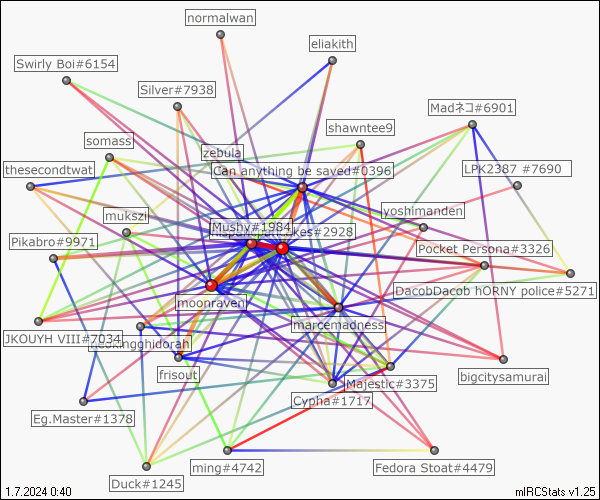 normalwan
eliakith
Swirly Boi#6154
Silver#7938
Madネコ#6901
shawntee9
somass
zebula
thesecondtwat
Can anything be saved#0396
LPK2387 #7690
mukszi
yoshimanden
Mushy#1984
kes#2928
Pikabro#9971
Pocket Persona#3326
DacobDacob hORNY police#5271
moonraven
marcemadness
JKOUYH VIII#7034
kingghidorah
frisout
bigcitysamurai
Majestic#3375
Cypha#1717
Eg.Master#1378
ming#4742
Fedora Stoat#4479
Duck#1245
1.7.2024 0:40
mIRCStats v1.25